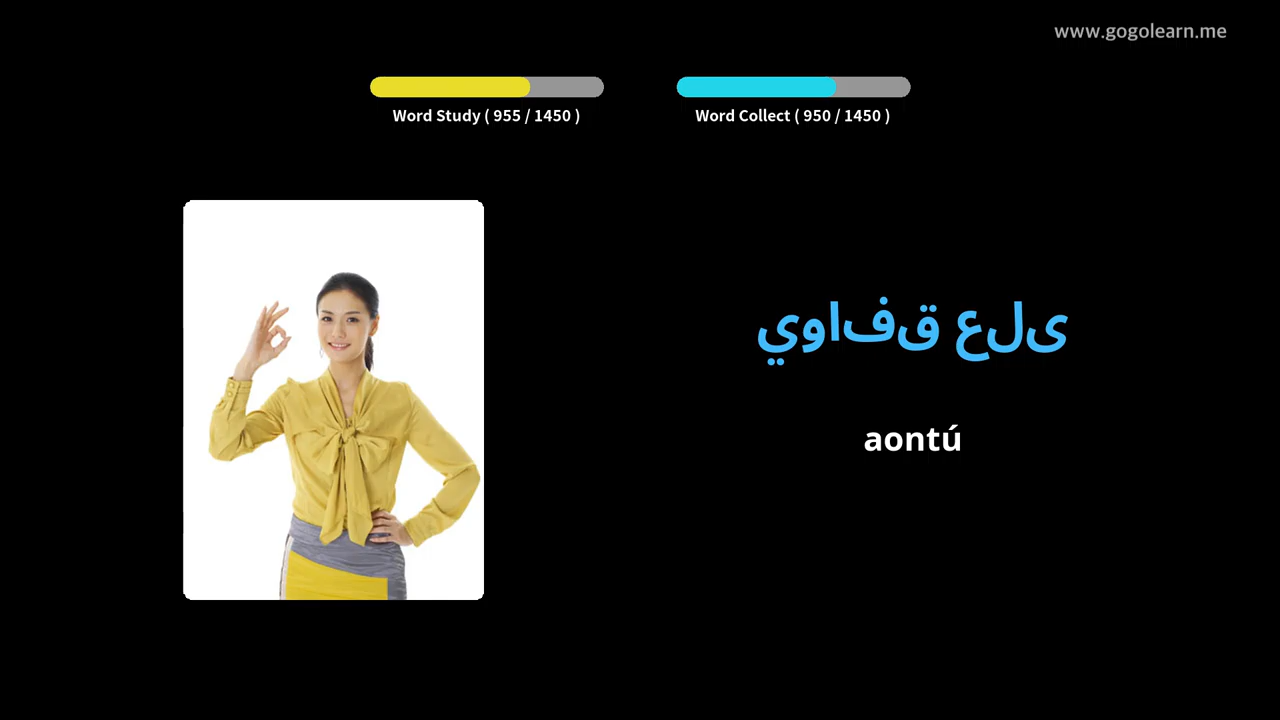 www.gogolearn.me
Word Study ( 955 / 1450 )
Word Collect ( 950 / 1450 )
يوافق على
aontú